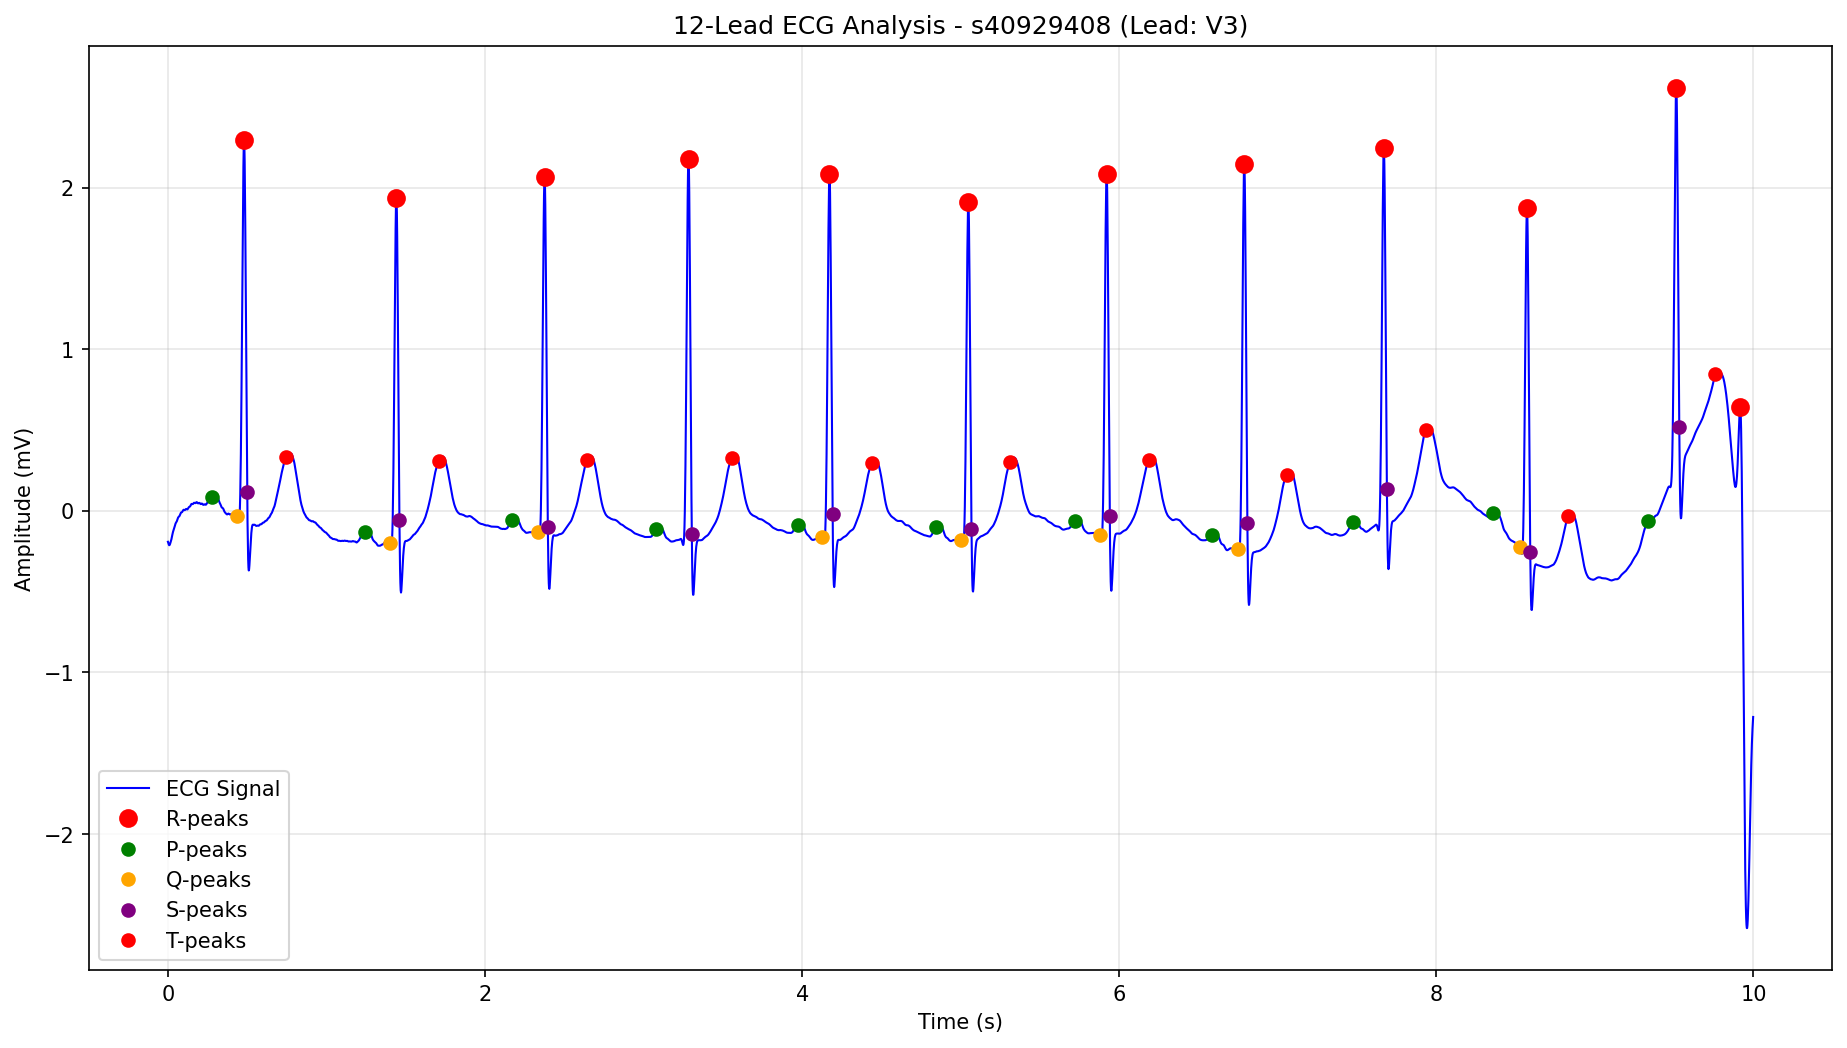 12-Lead ECG Analysis - s40929408 (Lead: V3)
Amplitude (mV)
2
1
0
−1
−2
ECG Signal
R-peaks
P-peaks
Q-peaks
S-peaks
T-peaks
0 2 4 6 8 10
Time (s)